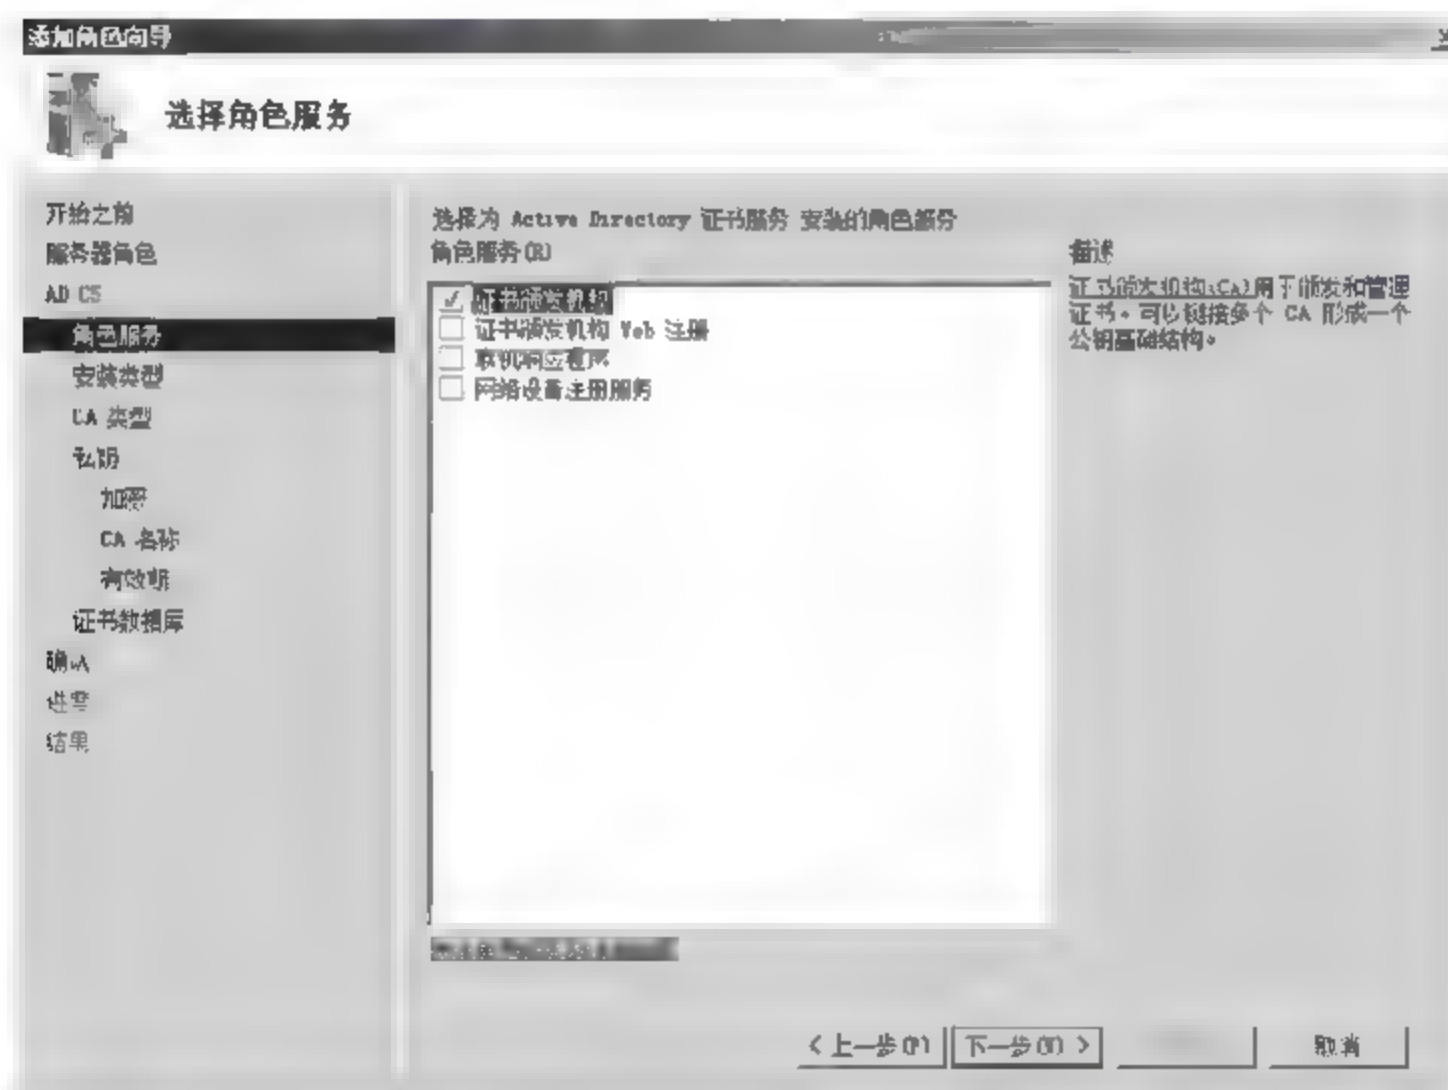 添加角色向导
选择角色服务
开始之前
服务器角色
AD CS
角色服务
安装类型
CA 类型
私钥
加密
CA 名称
有效期
证书数据库
确认
进度
结果
选择为 Active Directory 证书服务 安装的角色服务
角色服务(R)
证书颁发机构
证书颁发机构 Web 注册
联机响应程序
网络设备注册服务
描述
证书颁发机构(CA)用于颁发和管理
证书。可以链接多个 CA 形成一个
公钥基础结构。
< 上一步(P)
下一步(N) >
取消